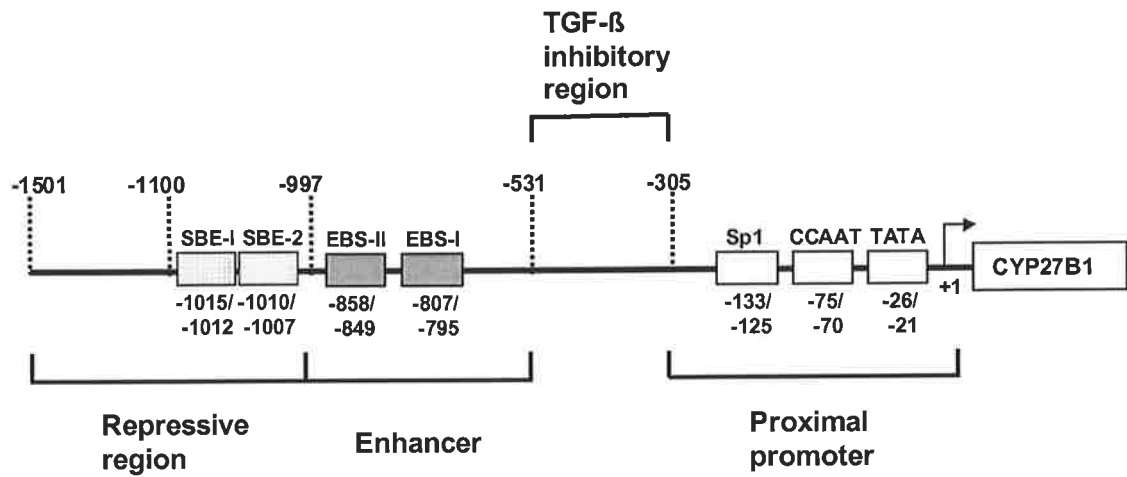 TGF-ß
inhibitory
region
-1501 -1100 -997 -531 -305
SBE-I SBE-2 EBS-II EBS-I Sp1 CCAAT TATA
CYP27B1
+1
-1015/ -1010/ -858/ -807/ -133/ -75/ -26/
-1012 -1007 -849 -795 -125 -70 -21
Repressive
region
Enhancer
Proximal
promoter